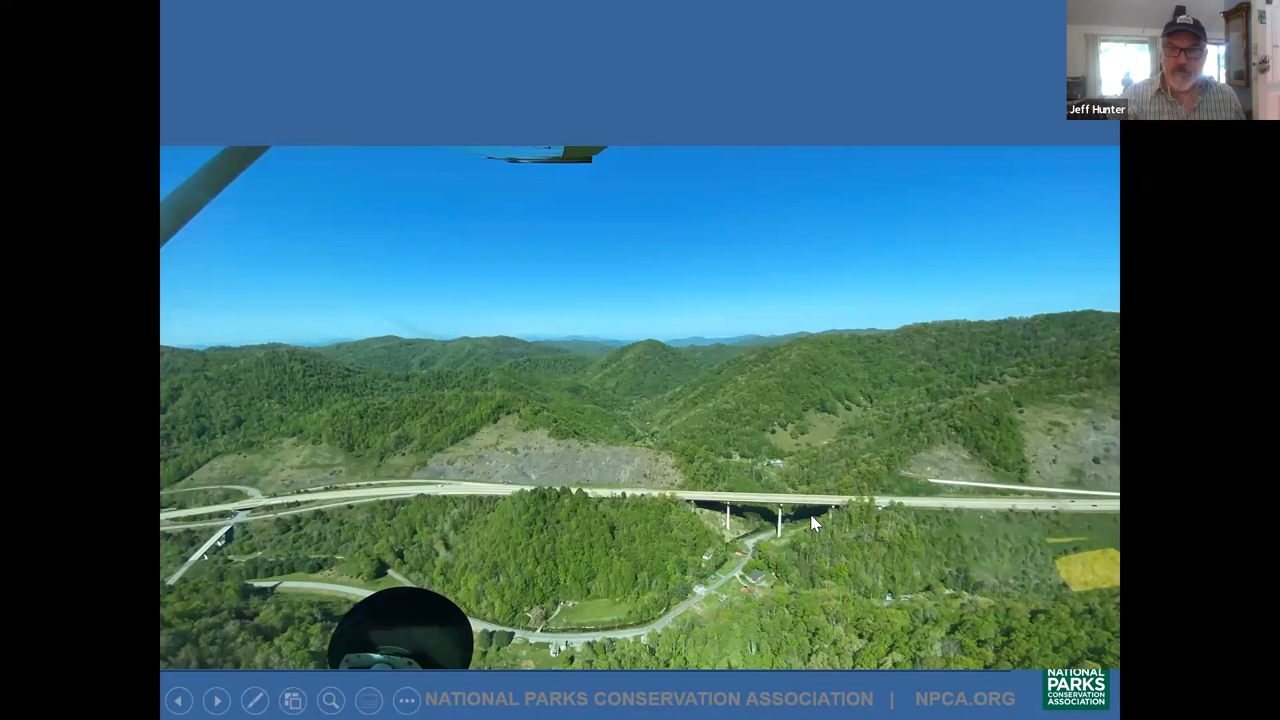 Jeff Hunter
NATIONAL PARKS CONSERVATION ASSOCIATION | NPCA.ORG
NATIONAL
PARKS
CONSERVATION
ASSOCIATION